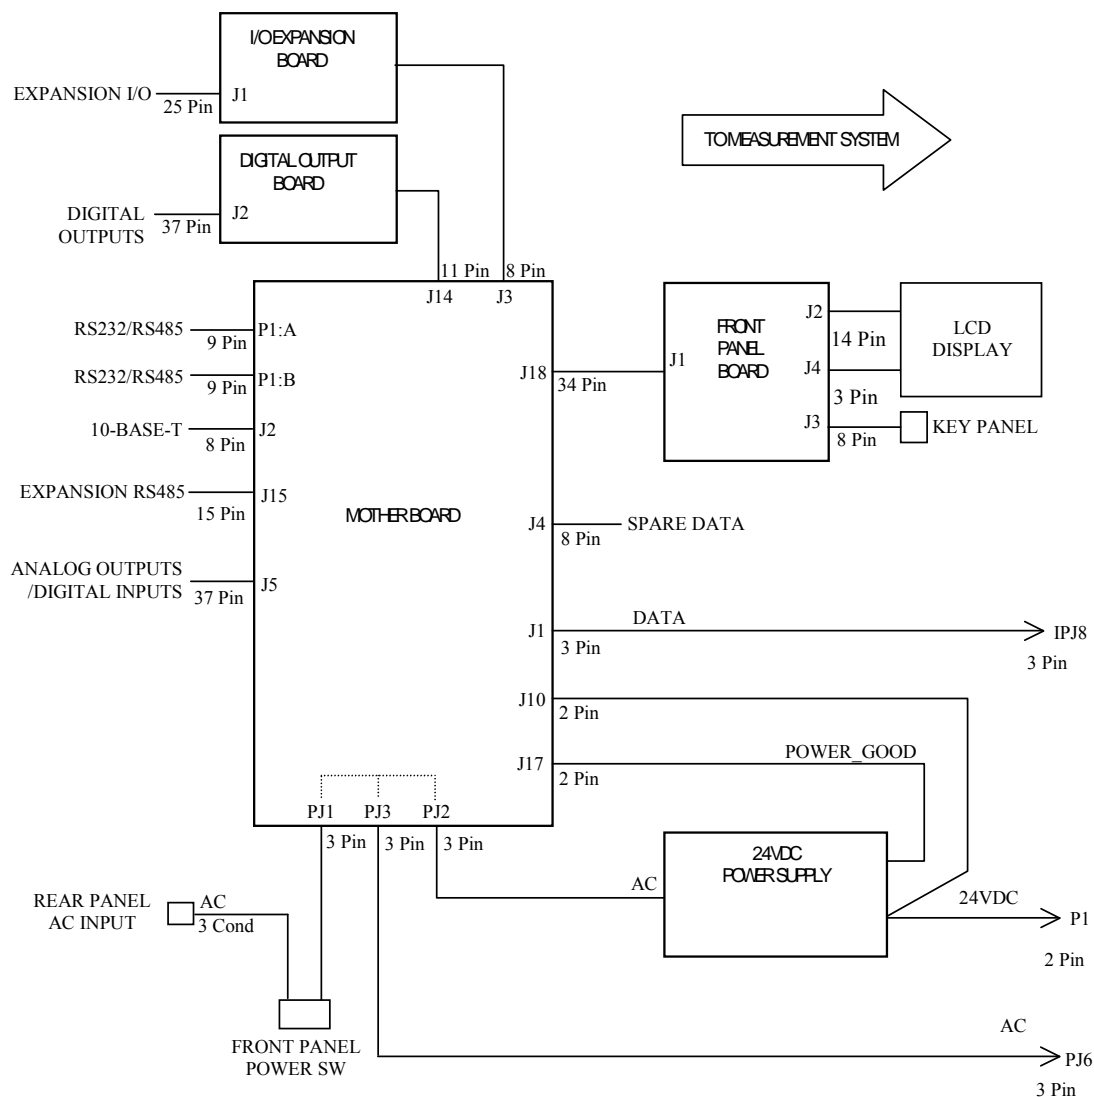 I/O EXPANSION
BOARD
EXPANSION I/O
J1
25 Pin
TO MEASUREMENT SYSTEM
DIGITAL OUTPUT
BOARD
DIGITAL
OUTPUTS
J2
37 Pin
11 Pin
8 Pin
J14
J3
RS232/RS485
P1:A
9 Pin
RS232/RS485
P1:B
9 Pin
10-BASE-T
J2
8 Pin
EXPANSION RS485
J15
15 Pin
ANALOG OUTPUTS
/DIGITAL INPUTS
J5
37 Pin
MOTHER BOARD
J18
34 Pin
J1
FRONT
PANEL
BOARD
J2
14 Pin
J4
3 Pin
J3
8 Pin
LCD
DISPLAY
KEY PANEL
J4
8 Pin
SPARE DATA
J1
3 Pin
DATA
IPJ8
3 Pin
J10
2 Pin
J17
2 Pin
POWER_GOOD
PJ1
PJ3
PJ2
3 Pin
3 Pin
3 Pin
24VDC
POWER SUPPLY
AC
24VDC
P1
2 Pin
REAR PANEL
AC INPUT
AC
3 Cond
FRONT PANEL
POWER SW
AC
PJ6
3 Pin